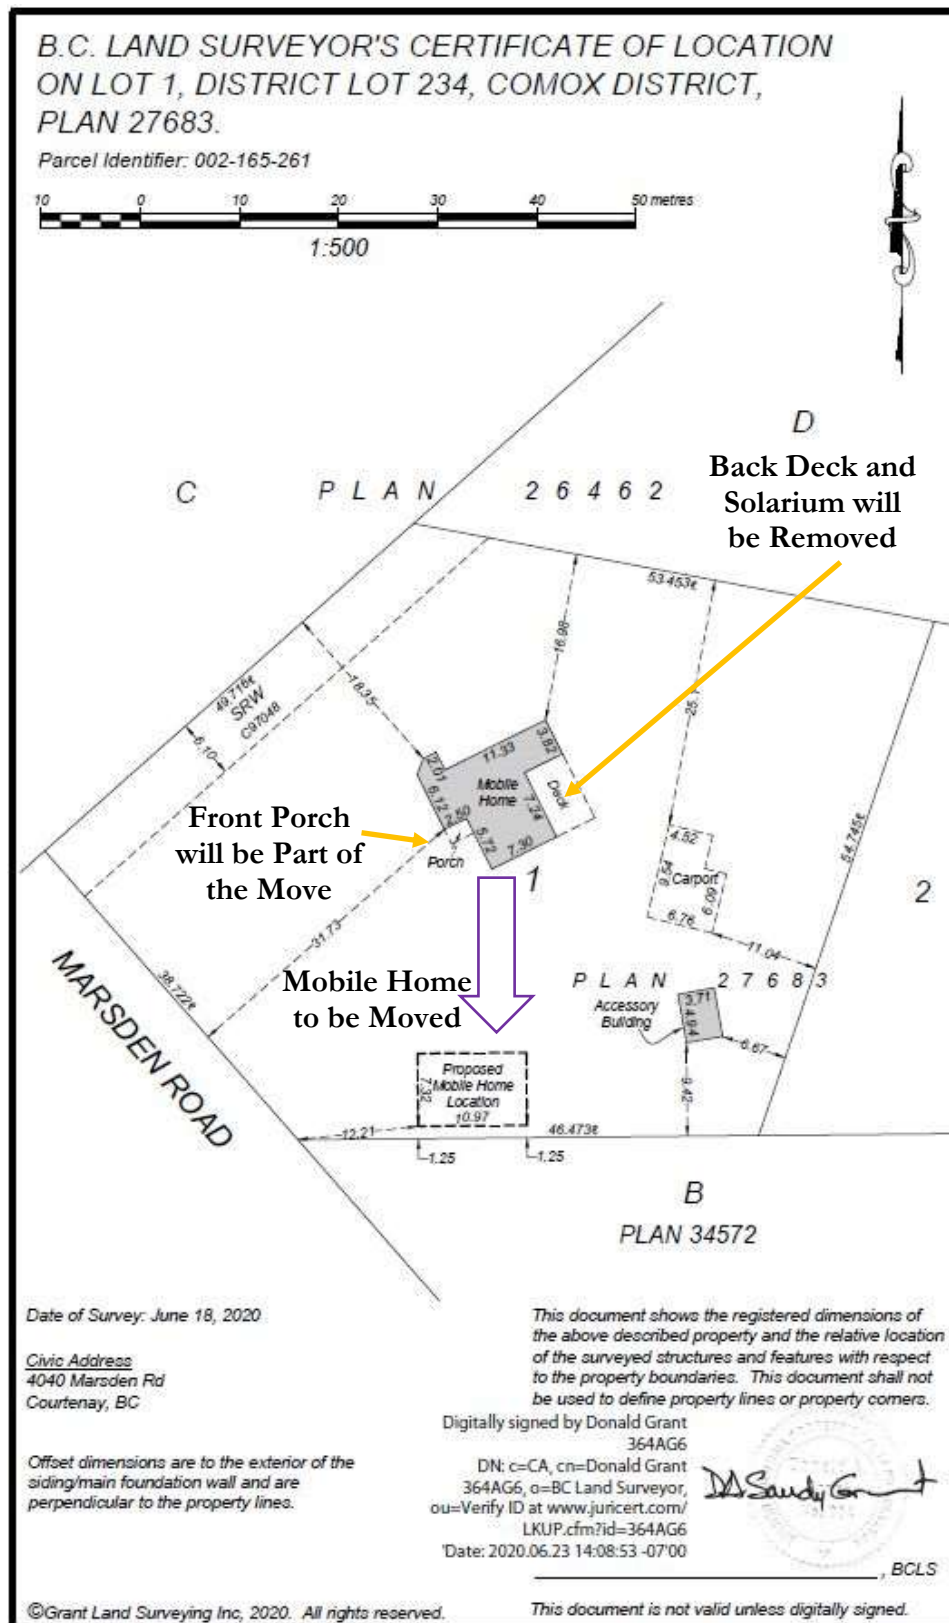 B.C. LAND SURVEYOR'S CERTIFICATE OF LOCATION
ON LOT 1, DISTRICT LOT 234, COMOX DISTRICT,
PLAN 27683.
Parcel Identifier: 002-165-261
10 0 10 20 30 40 50 metres
1:500
D
C
PLAN 26462
Back Deck and
Solarium will
be Removed
53.453¢
16.98
25.1
18.35
49.716¢
SRW
C97048
6.10
11.33
3.82
2.01
6.12
Mobile
Home
7.24
Deck
.50
5.72
7.30
Porch
Front Porch
will be Part of
the Move
31.73
1
4.52
9.54
Carport
6.09
6.76
11.04
54.745¢
2
MARSDEN ROAD
38.722¢
Mobile Home
to be Moved
PLAN 27683
Accessory
Building
3.71
4.94
6.67
9.42
Proposed
Mobile Home
Location
7.32
10.97
12.21
46.473¢
1.25
1.25
B
PLAN 34572
Date of Survey: June 18, 2020
Civic Address
4040 Marsden Rd
Courtenay, BC
Offset dimensions are to the exterior of the
siding/main foundation wall and are
perpendicular to the property lines.
This document shows the registered dimensions of
the above described property and the relative location
of the surveyed structures and features with respect
to the property boundaries. This document shall not
be used to define property lines or property corners.
Digitally signed by Donald Grant
364AG6
DN: c=CA, cn=Donald Grant
364AG6, o=BC Land Surveyor,
ou=Verify ID at www.juricert.com/
LKUP.cfm?id=364AG6
'Date: 2020.06.23 14:08:53 -07'00
DA Sandy Grant
, BCLS
©Grant Land Surveying Inc, 2020. All rights reserved.
This document is not valid unless digitally signed.